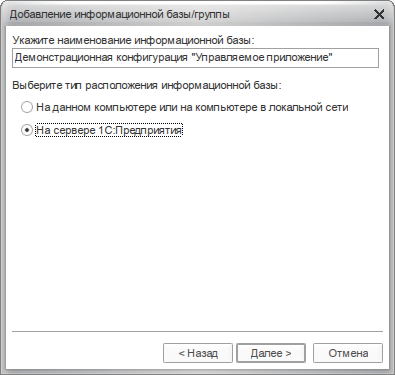 Добавление информационной базы/группы
Укажите наименование информационной базы:
Демонстрационная конфигурация "Управляемое приложение"
Выберите тип расположения информационной базы:
На данном компьютере или на компьютере в локальной сети
На сервере 1С:Предприятия
< Назад Далее > Отмена